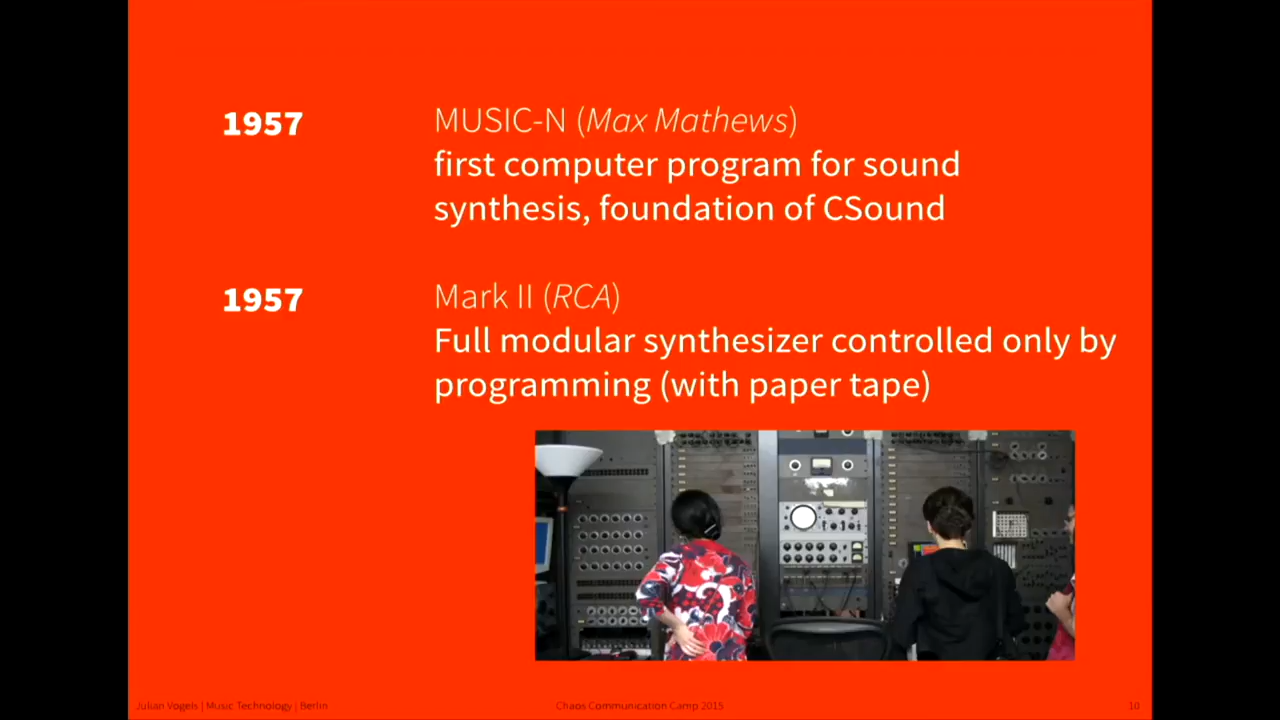 1957
MUSIC-N (Max Mathews)
first computer program for sound
synthesis, foundation of CSound
1957
Mark II (RCA)
Full modular synthesizer controlled only by
programming (with paper tape)
Julian Vogels | Music Technology | Berlin
Chaos Communication Camp 2015
10